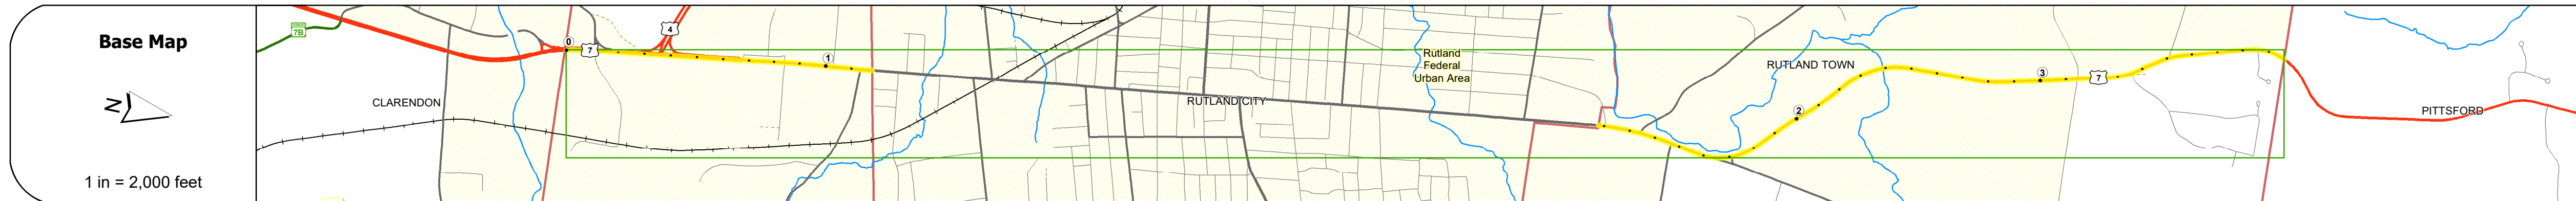 Base Map
N
1 in = 2,000 feet
7B
CLARENDON
0
7
4
1
RUTLAND CITY
Rutland
Federal
Urban Area
RUTLAND TOWN
2
3
7
PITTSFORD